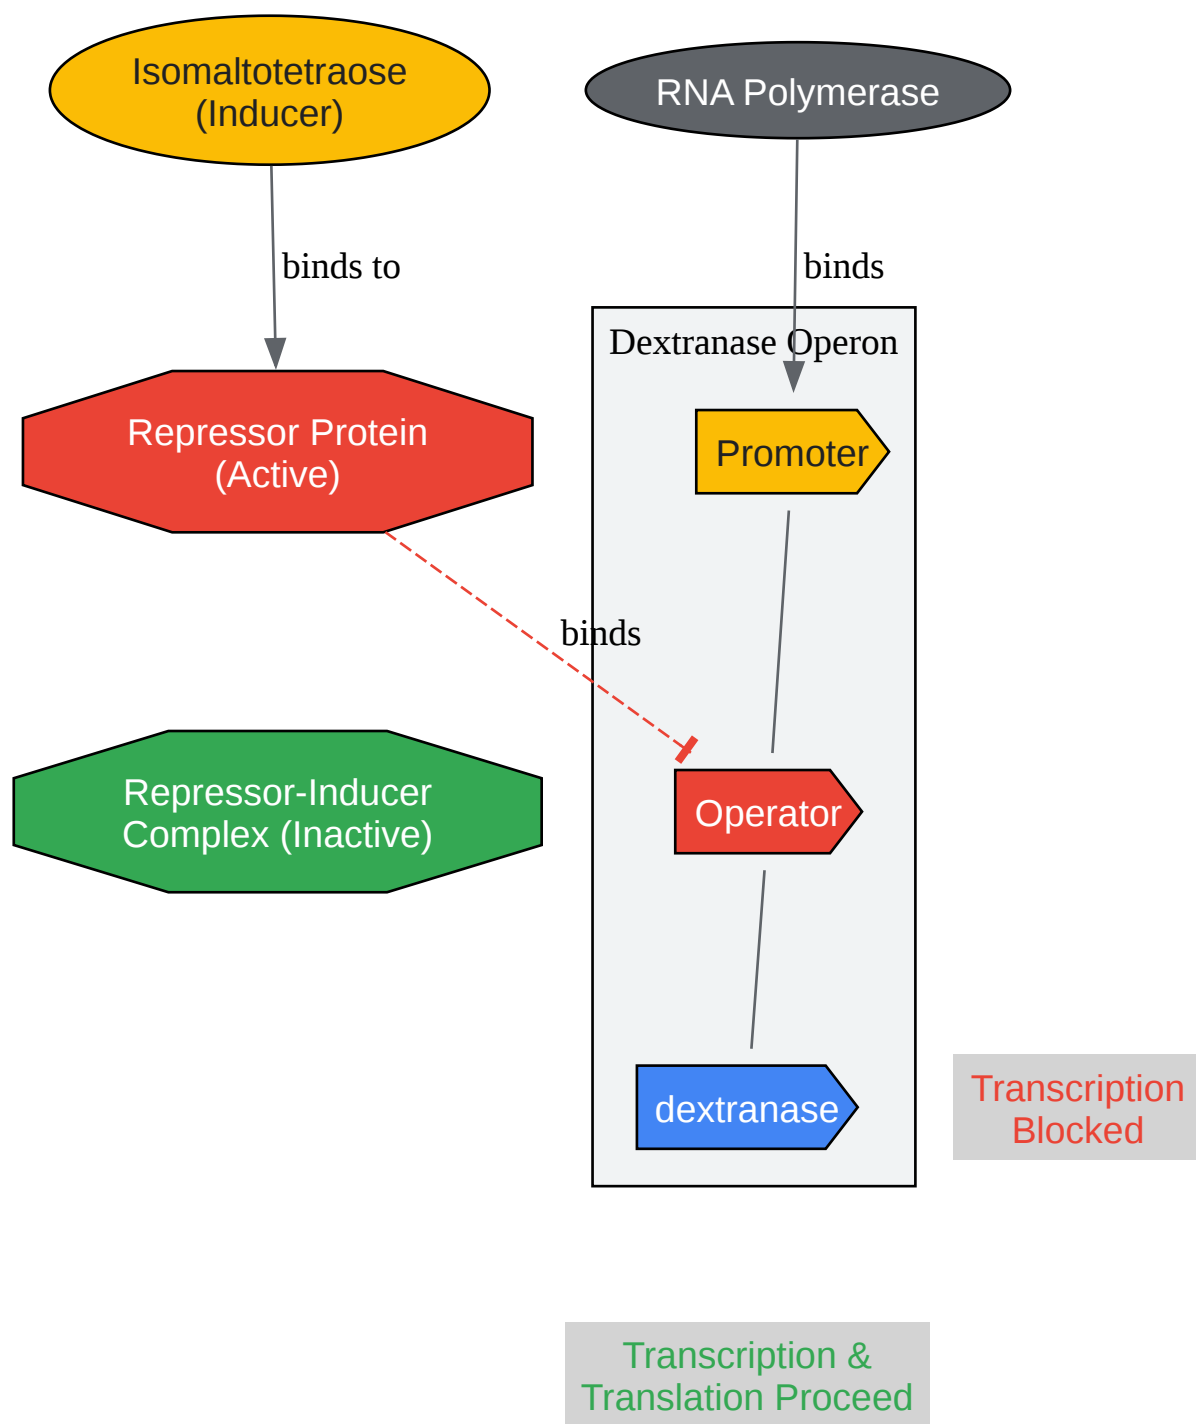 Isomaltotetraose
(Inducer)
RNA Polymerase
binds to
binds
Dextranase Operon
Repressor Protein
(Active)
Promoter
binds
Repressor-Inducer
Complex (Inactive)
Operator
dextranase
Transcription
Blocked
Transcription &
Translation Proceed